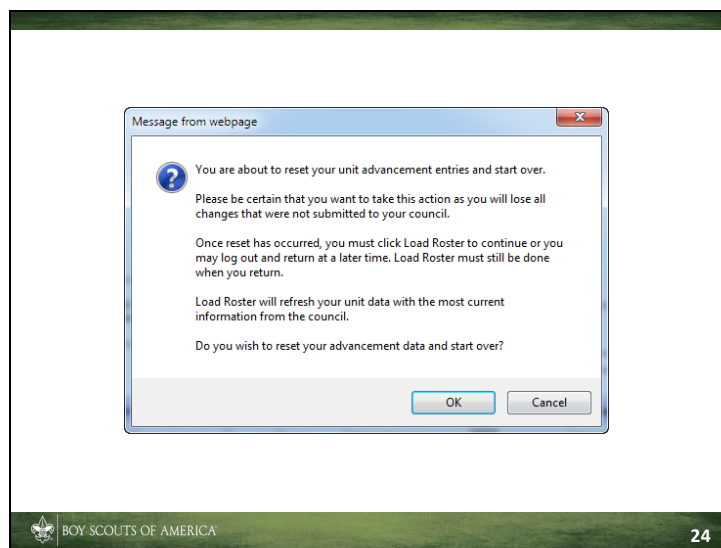 Message from webpage
You are about to reset your unit advancement entries and start over.
Please be certain that you want to take this action as you will lose all
changes that were not submitted to your council.
Once reset has occurred, you must click Load Roster to continue or you
may log out and return at a later time. Load Roster must still be done
when you return.
Load Roster will refresh your unit data with the most current
information from the council.
Do you wish to reset your advancement data and start over?
OK
Cancel
BOY SCOUTS OF AMERICA
24